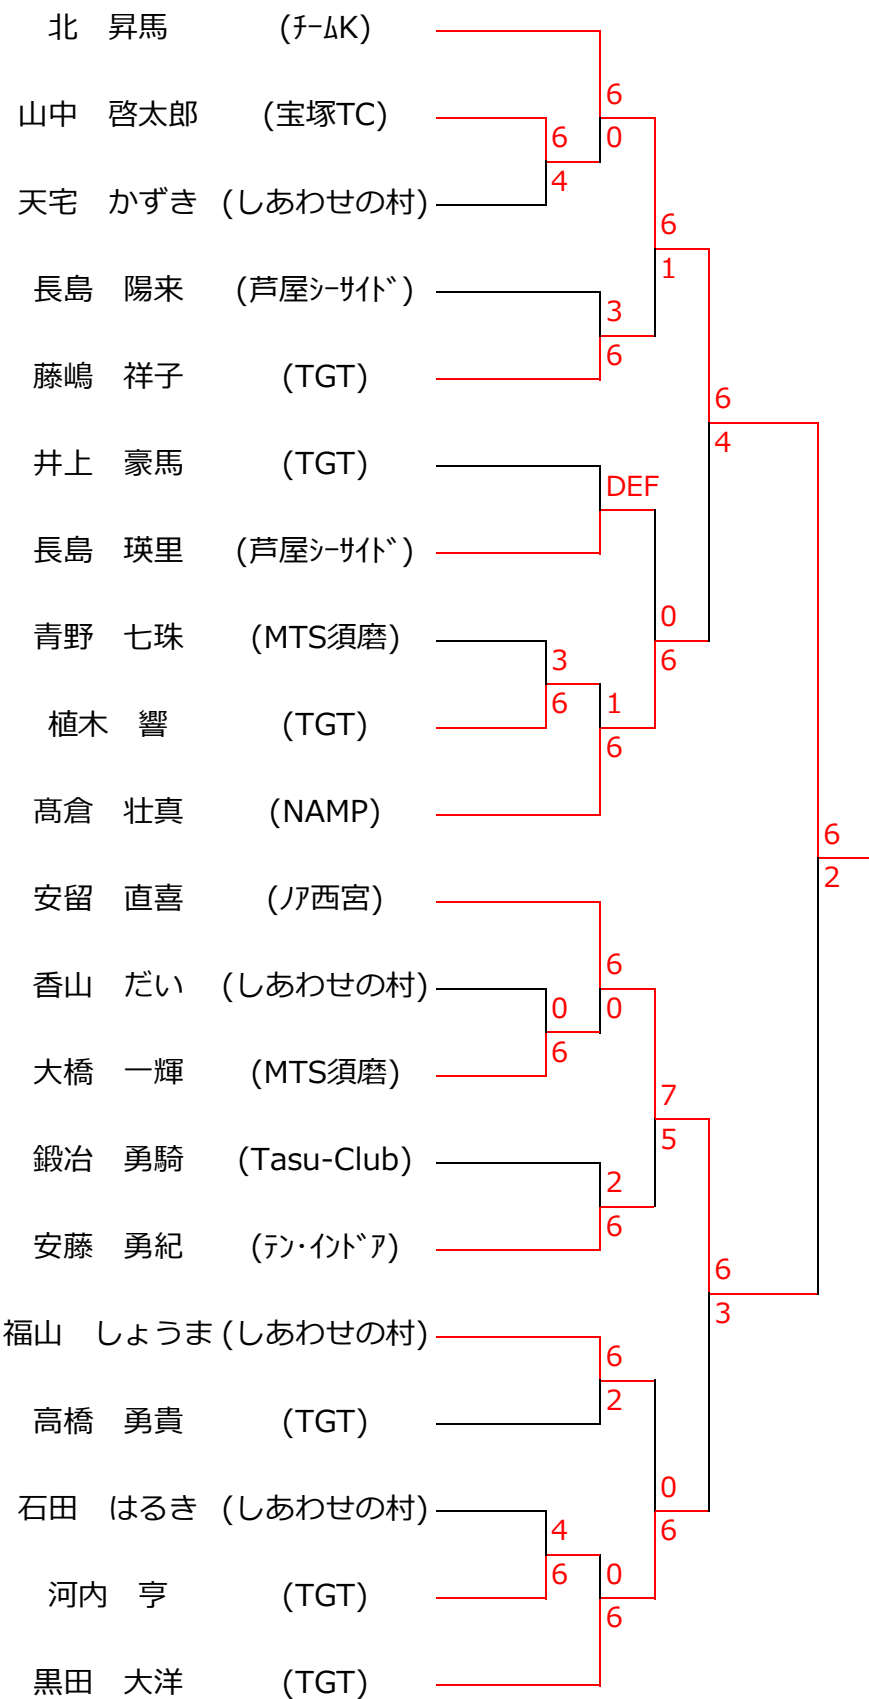 北 昇馬 (ﾁｰﾑK)
6
山中 啓太郎 (宝塚TC)
6 0
4
天宅 かずき (しあわせの村)
6
1
長島 陽来 (芦屋ｼｰｻｲﾄﾞ)
3
6
藤嶋 祥子 (TGT)
6
4
井上 豪馬 (TGT)
DEF
長島 瑛里 (芦屋ｼｰｻｲﾄﾞ)
0
青野 七珠 (MTS須磨)
3 6
6 1
植木 響 (TGT)
6
髙倉 壮真 (NAMP)
6
2
安留 直喜 (ﾉｱ西宮)
6
香山 だい (しあわせの村)
0 0
6
大橋 一輝 (MTS須磨)
7
5
鍛冶 勇騎 (Tasu-Club)
2
6
安藤 勇紀 (ﾃﾝ･ｲﾝﾄﾞｱ)
6
3
福山 しょうま (しあわせの村)
6
2
高橋 勇貴 (TGT)
0
石田 はるき (しあわせの村)
4 6
6 0
河内 亨 (TGT)
6
黒田 大洋 (TGT)